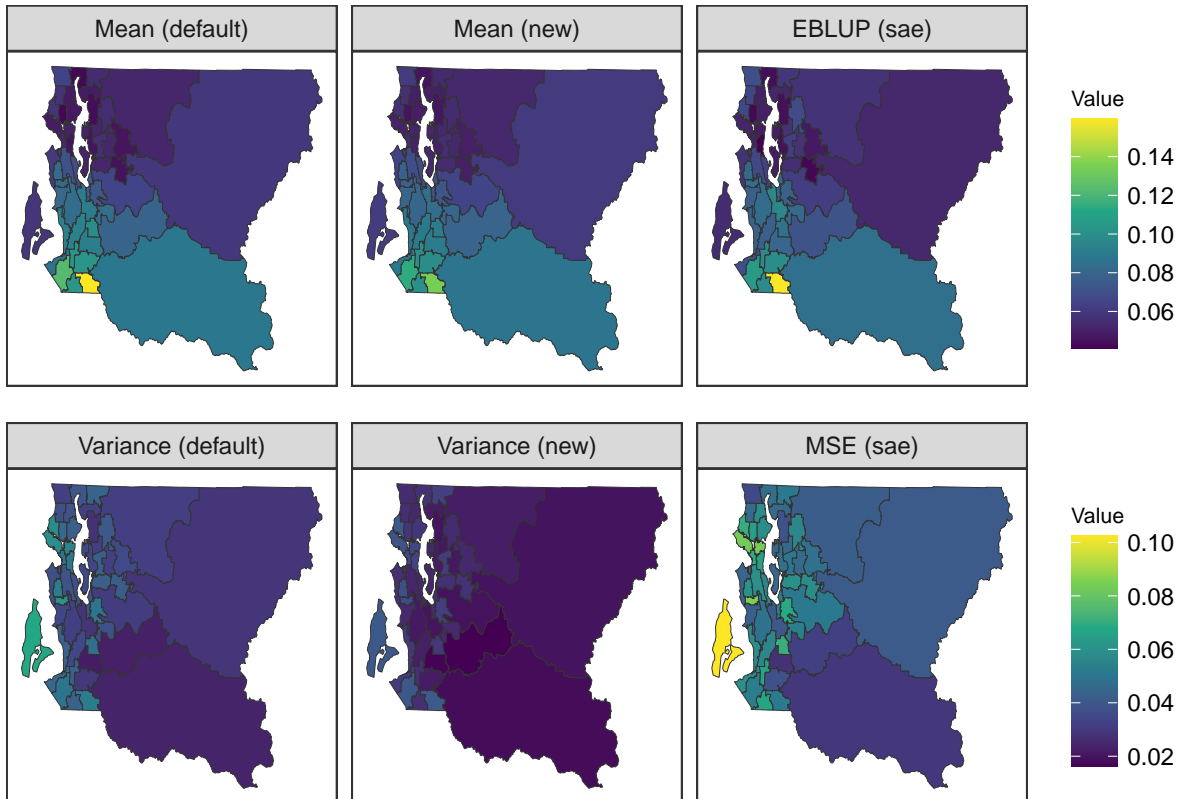 Mean (default)
Mean (new)
EBLUP (sae)
Value
0.14
0.12
0.10
0.08
0.06
Variance (default)
Variance (new)
MSE (sae)
Value
0.10
0.08
0.06
0.04
0.02